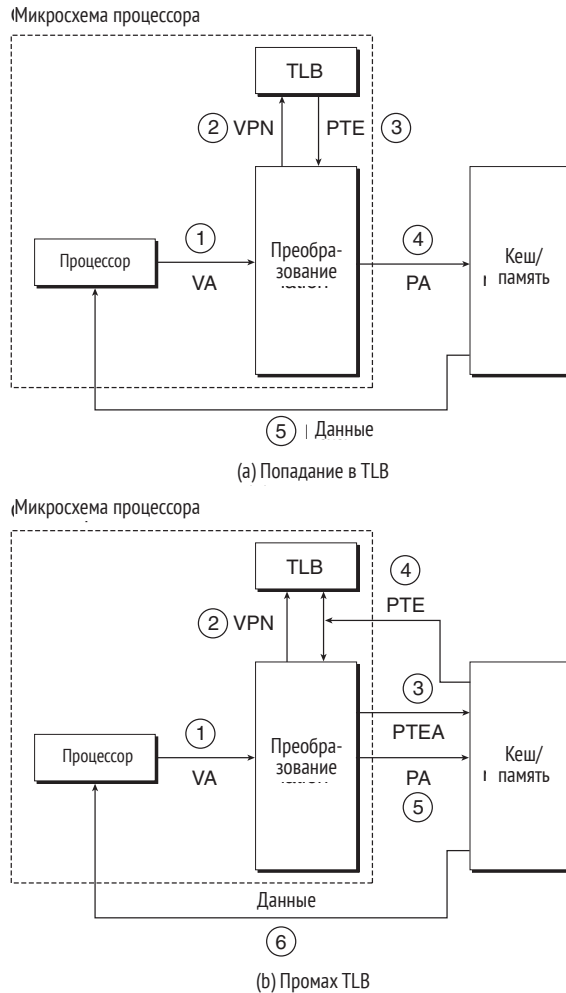 Микросхема процессора
TLB
2 VPN PTE 3
1
Процессор
VA
Преобра-
зование
4
PA
Кеш/
память
5 Данные
(a) Попадание в TLB
Микросхема процессора
TLB
4
PTE
2 VPN
3
PTEA
1
Процессор
VA
Преобра-
зование
PA
5
Кеш/
память
Данные
6
(b) Промах TLB